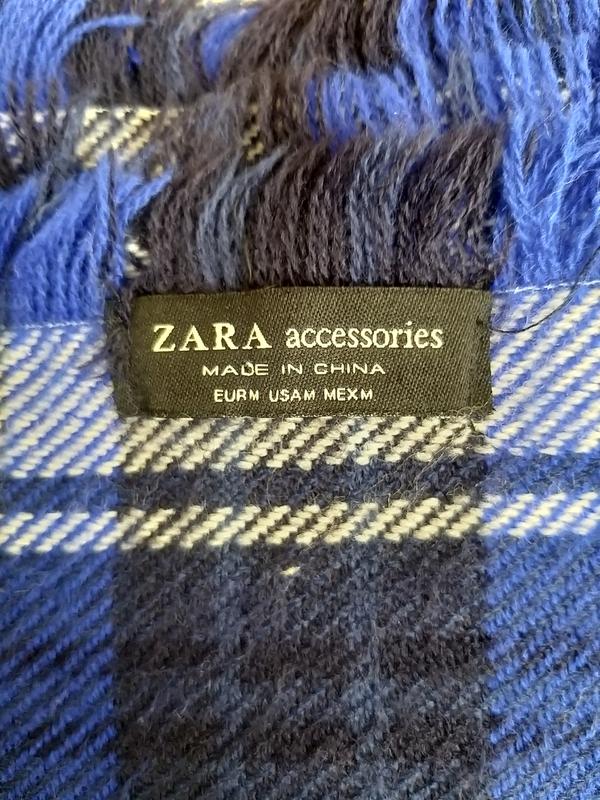 ZARA accessories
MADE IN CHINA
EURM USAM MEXM